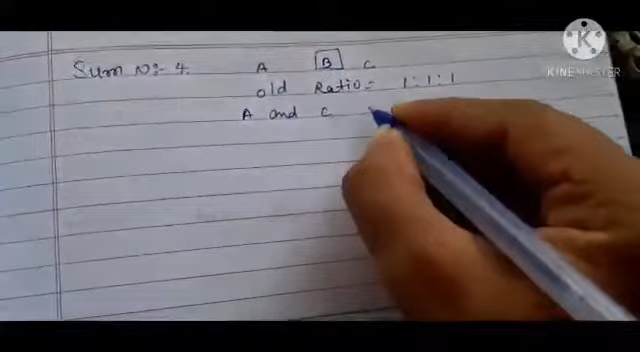 KINEMASTER
Sum No:- 4.
A B C
Old Ratio = 1:1:1
A and C